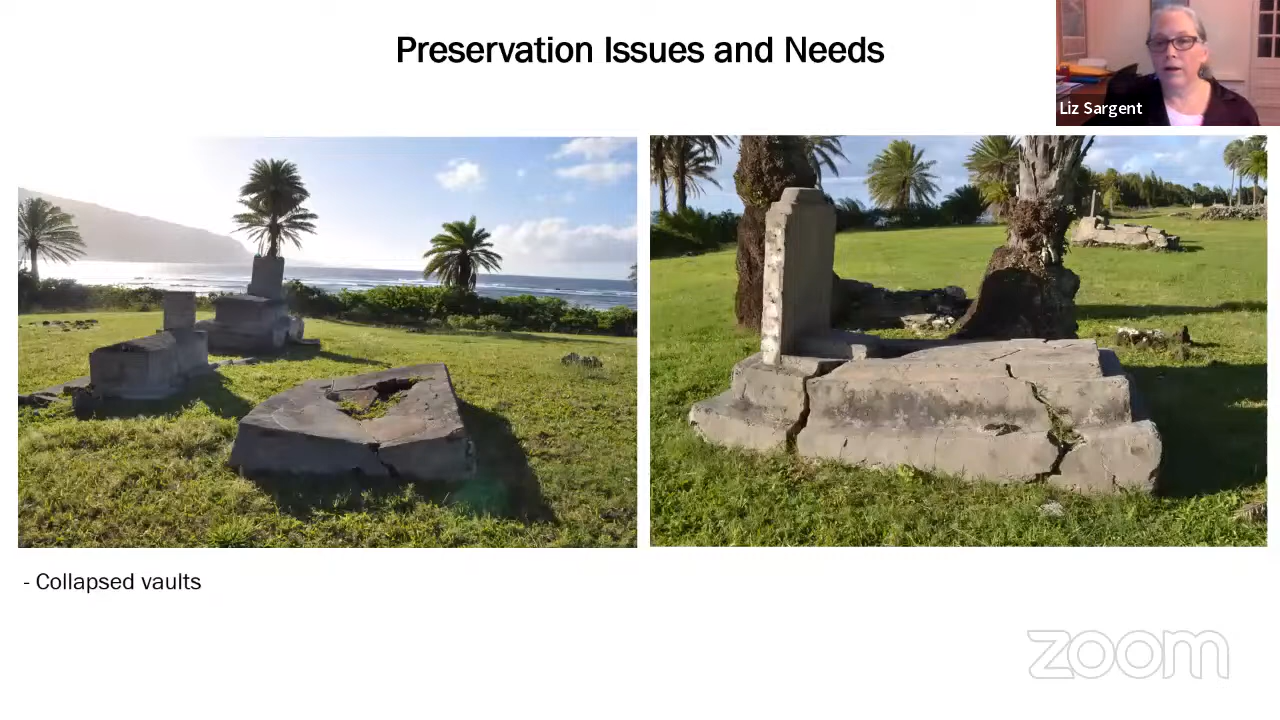 Preservation Issues and Needs
Liz Sargent
- Collapsed vaults
zoom